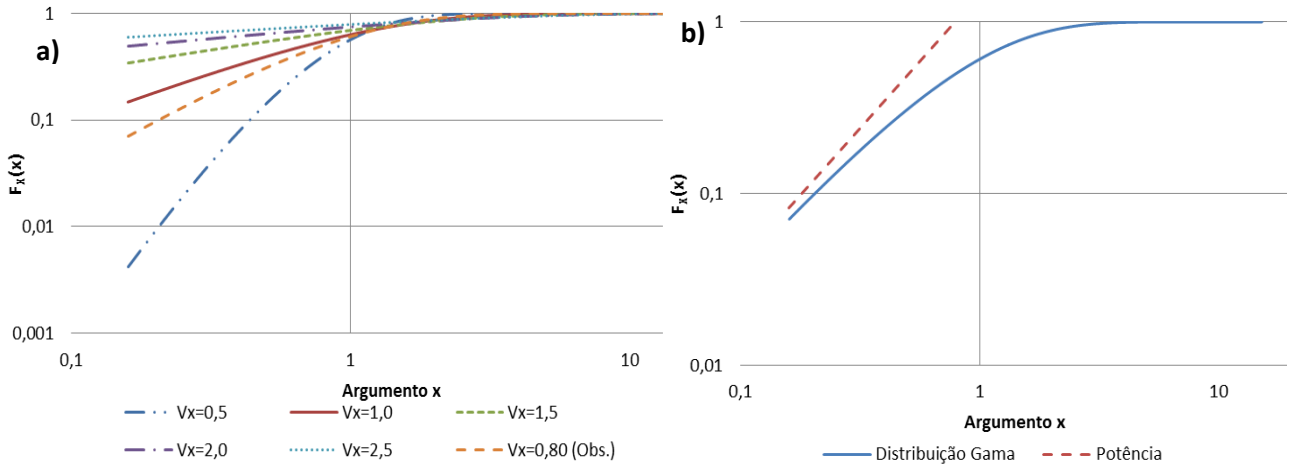 a)
1
0,1
0,01
0,001
F_X(x)
0,1
1
10
Argumento x
Vx=0,5
Vx=1,0
Vx=1,5
Vx=2,0
Vx=2,5
Vx=0,80 (Obs.)
b)
1
0,1
0,01
F_X(x)
0,1
1
10
Argumento x
Distribuição Gama
Potência